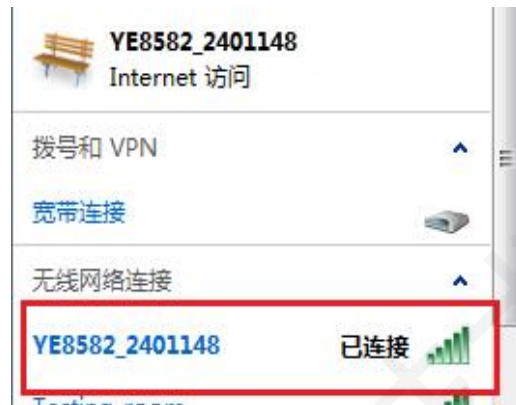 YE8582_2401148
Internet 访问
拨号和 VPN
宽带连接
无线网络连接
YE8582_2401148 已连接